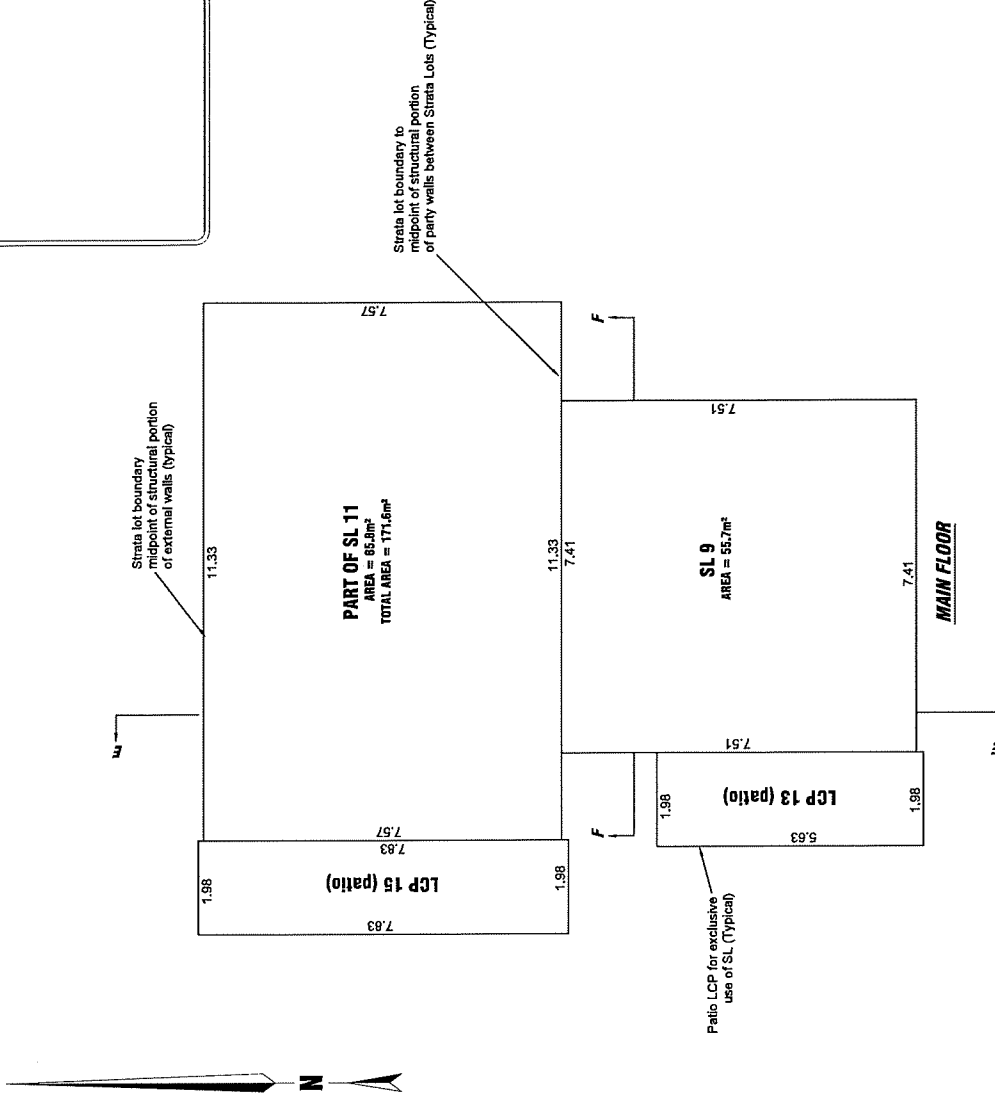 Strata lot boundary to
midpoint of structural portion
of party walls between Strata Lots (Typical)
Strata lot boundary
midpoint of structural portion
of external walls (typical)
11.33
7.57
PART OF SL 11
AREA = 85.8m²
TOTAL AREA = 171.6m²
11.33
7.41
F
E
7.57
7.83
1.98
LCP 15 (patio)
1.98
7.83
7.51
SL 9
AREA = 55.7m²
7.41
MAIN FLOOR
7.51
F
1.98
LCP 13 (patio)
1.98
5.63
Patio LCP for exclusive
use of SL (Typical)
N